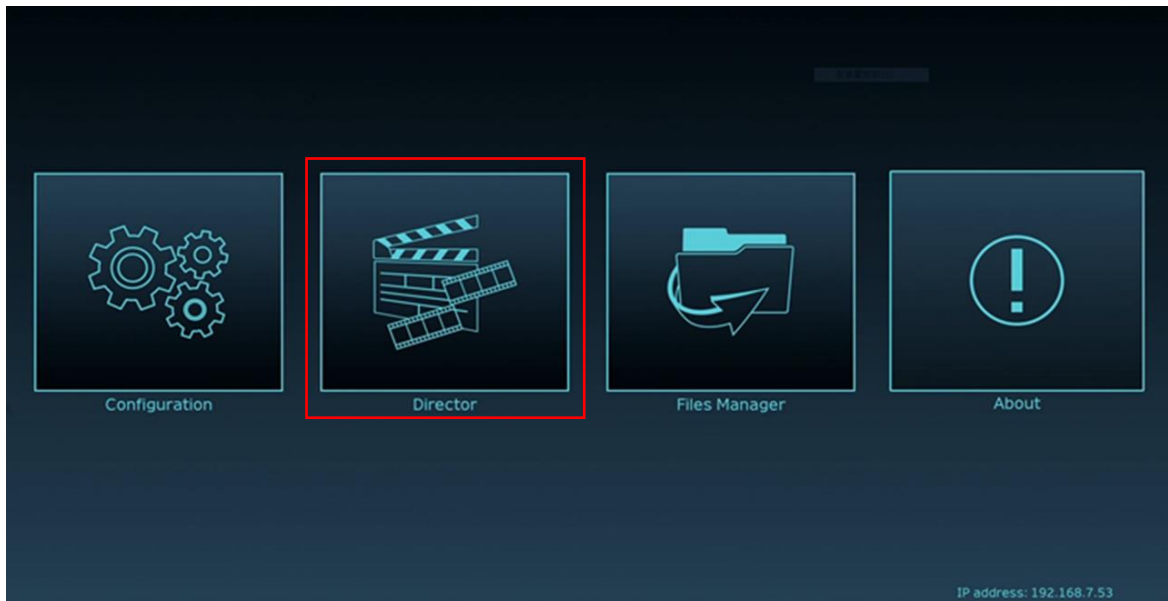 Configuration
Director
Files Manager
About
IP address: 192.168.7.53